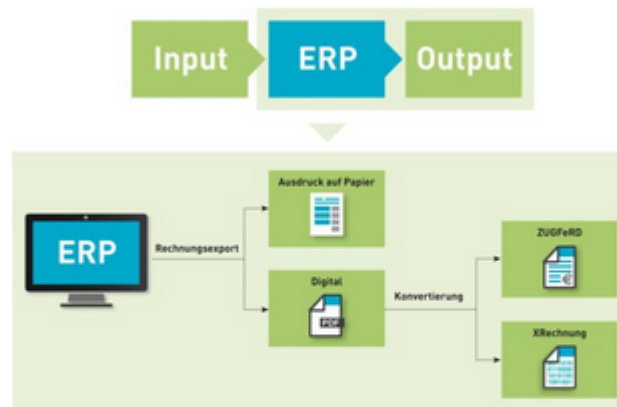 Input
ERP
Output
ERP
Rechnungsexport
Ausdruck auf Papier
Digital
PDF
Konvertierung
ZUGFeRD
€
XRechnung